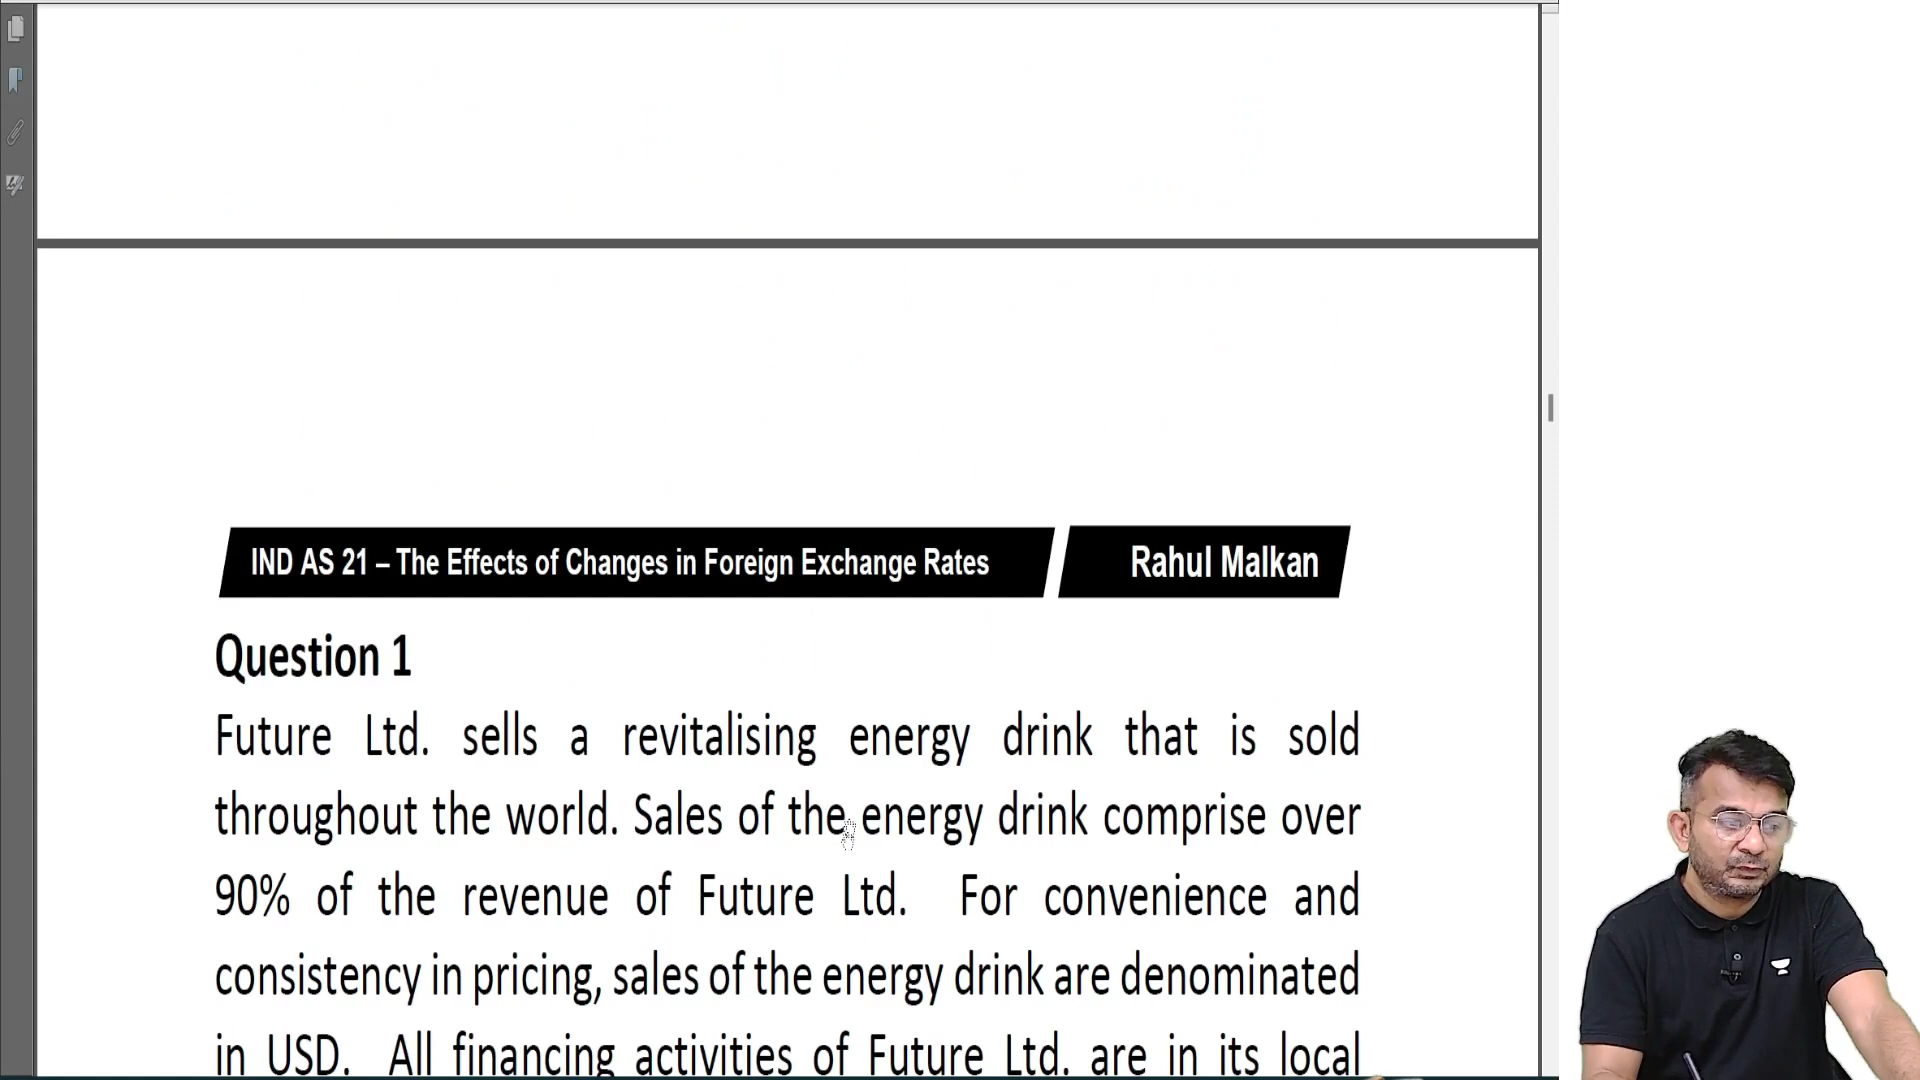 IND AS 21 – The Effects of Changes in Foreign Exchange Rates
Rahul Malkan
Question 1
Future Ltd. sells a revitalising energy drink that is sold
throughout the world. Sales of the energy drink comprise over
90% of the revenue of Future Ltd. For convenience and
consistency in pricing, sales of the energy drink are denominated
in USD. All financing activities of Future Ltd. are in its local